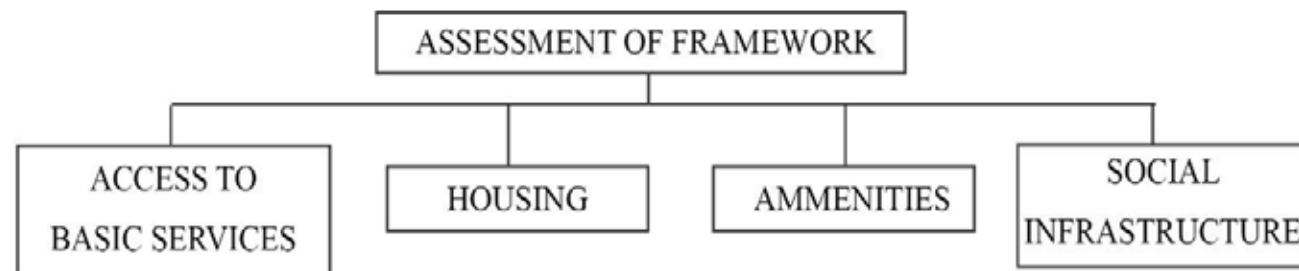 ASSESSMENT OF FRAMEWORK
ACCESS TO
BASIC SERVICES
HOUSING
AMMENITIES
SOCIAL
INFRASTRUCTURE